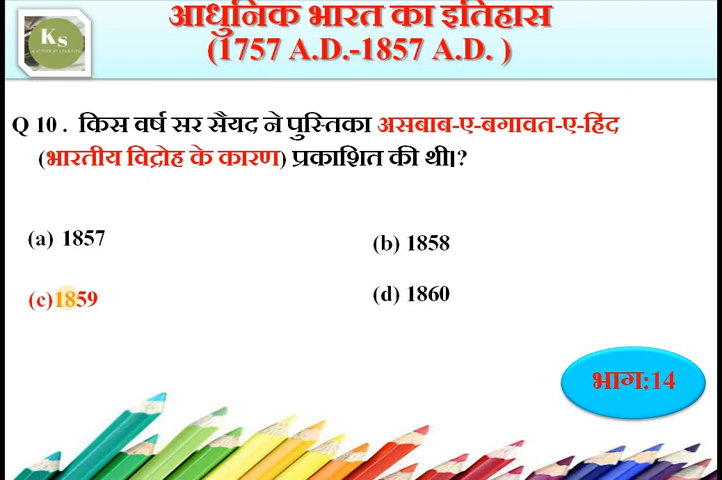 आधुनिक भारत का इतिहास
(1757 A.D.-1857 A.D. )
Ks
Q 10 . किस वर्ष सर सैयद ने पुस्तिका असबाब-ए-बगावत-ए-हिंद
(भारतीय विद्रोह के कारण) प्रकाशित की थी।?
(a) 1857
(b) 1858
(c) 1859
(d) 1860
भाग:14